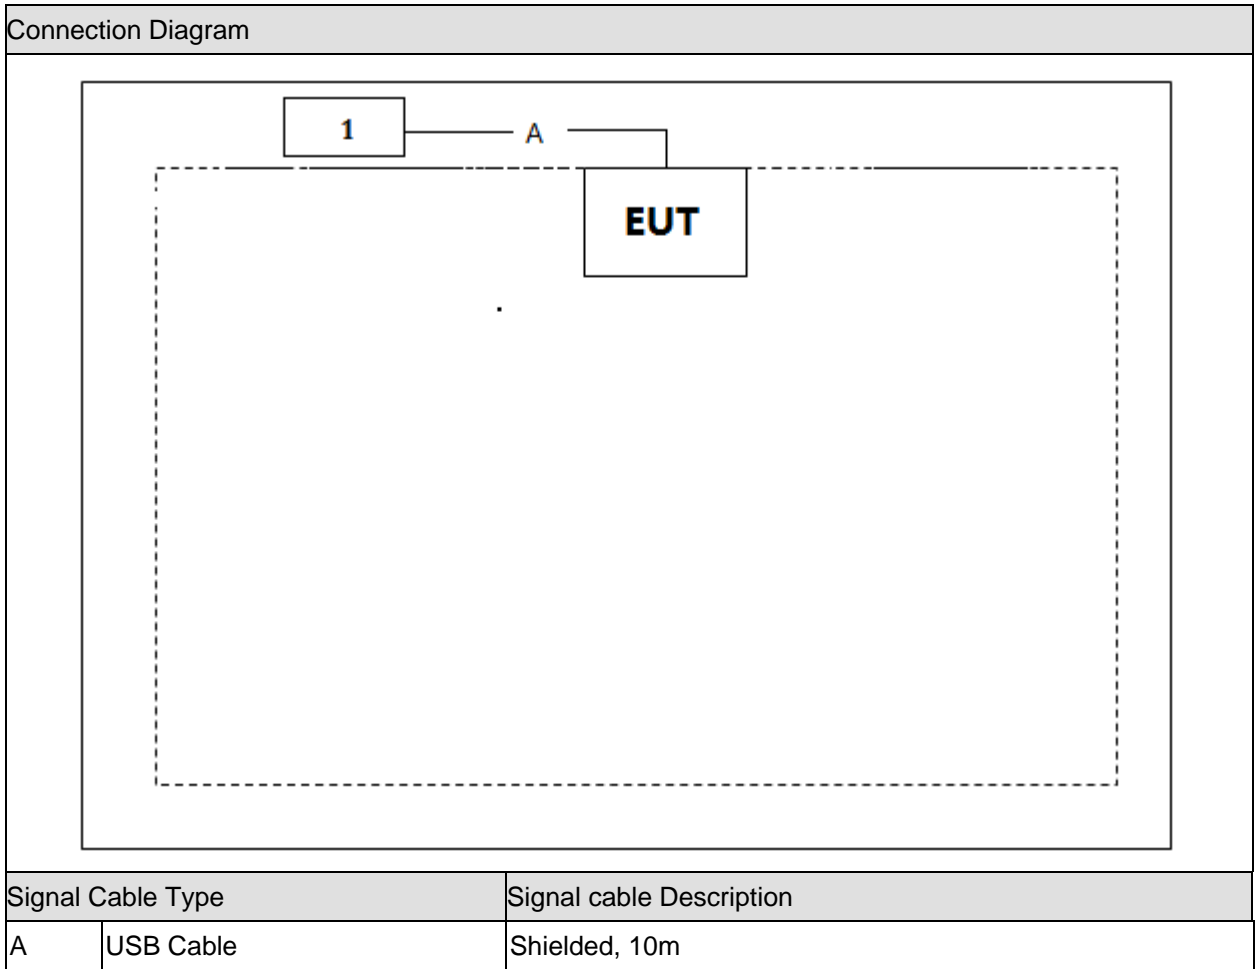 Connection Diagram
1
A
EUT
Signal Cable Type Signal cable Description
A USB Cable Shielded, 10m